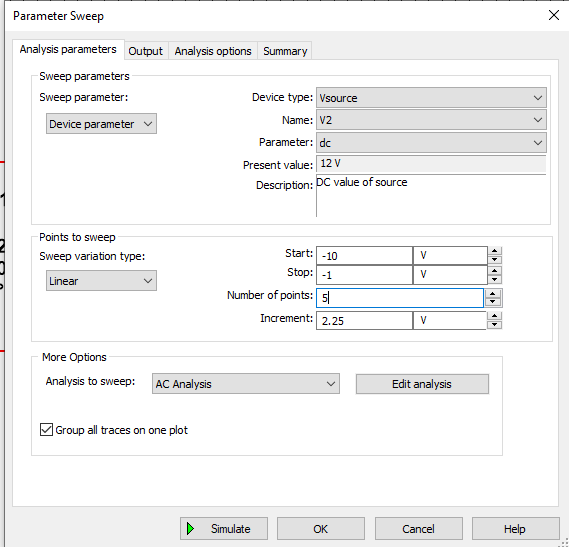 Parameter Sweep
Analysis parameters Output Analysis options Summary
Sweep parameters
Sweep parameter:
Device parameter
Device type: Vsource
Name: V2
Parameter: dc
Present value: 12 V
Description: DC value of source
Points to sweep
Sweep variation type:
Linear
Start: -10 V
Stop: -1 V
Number of points: 5
Increment: 2.25 V
More Options
Analysis to sweep: AC Analysis Edit analysis
Group all traces on one plot
Simulate OK Cancel Help